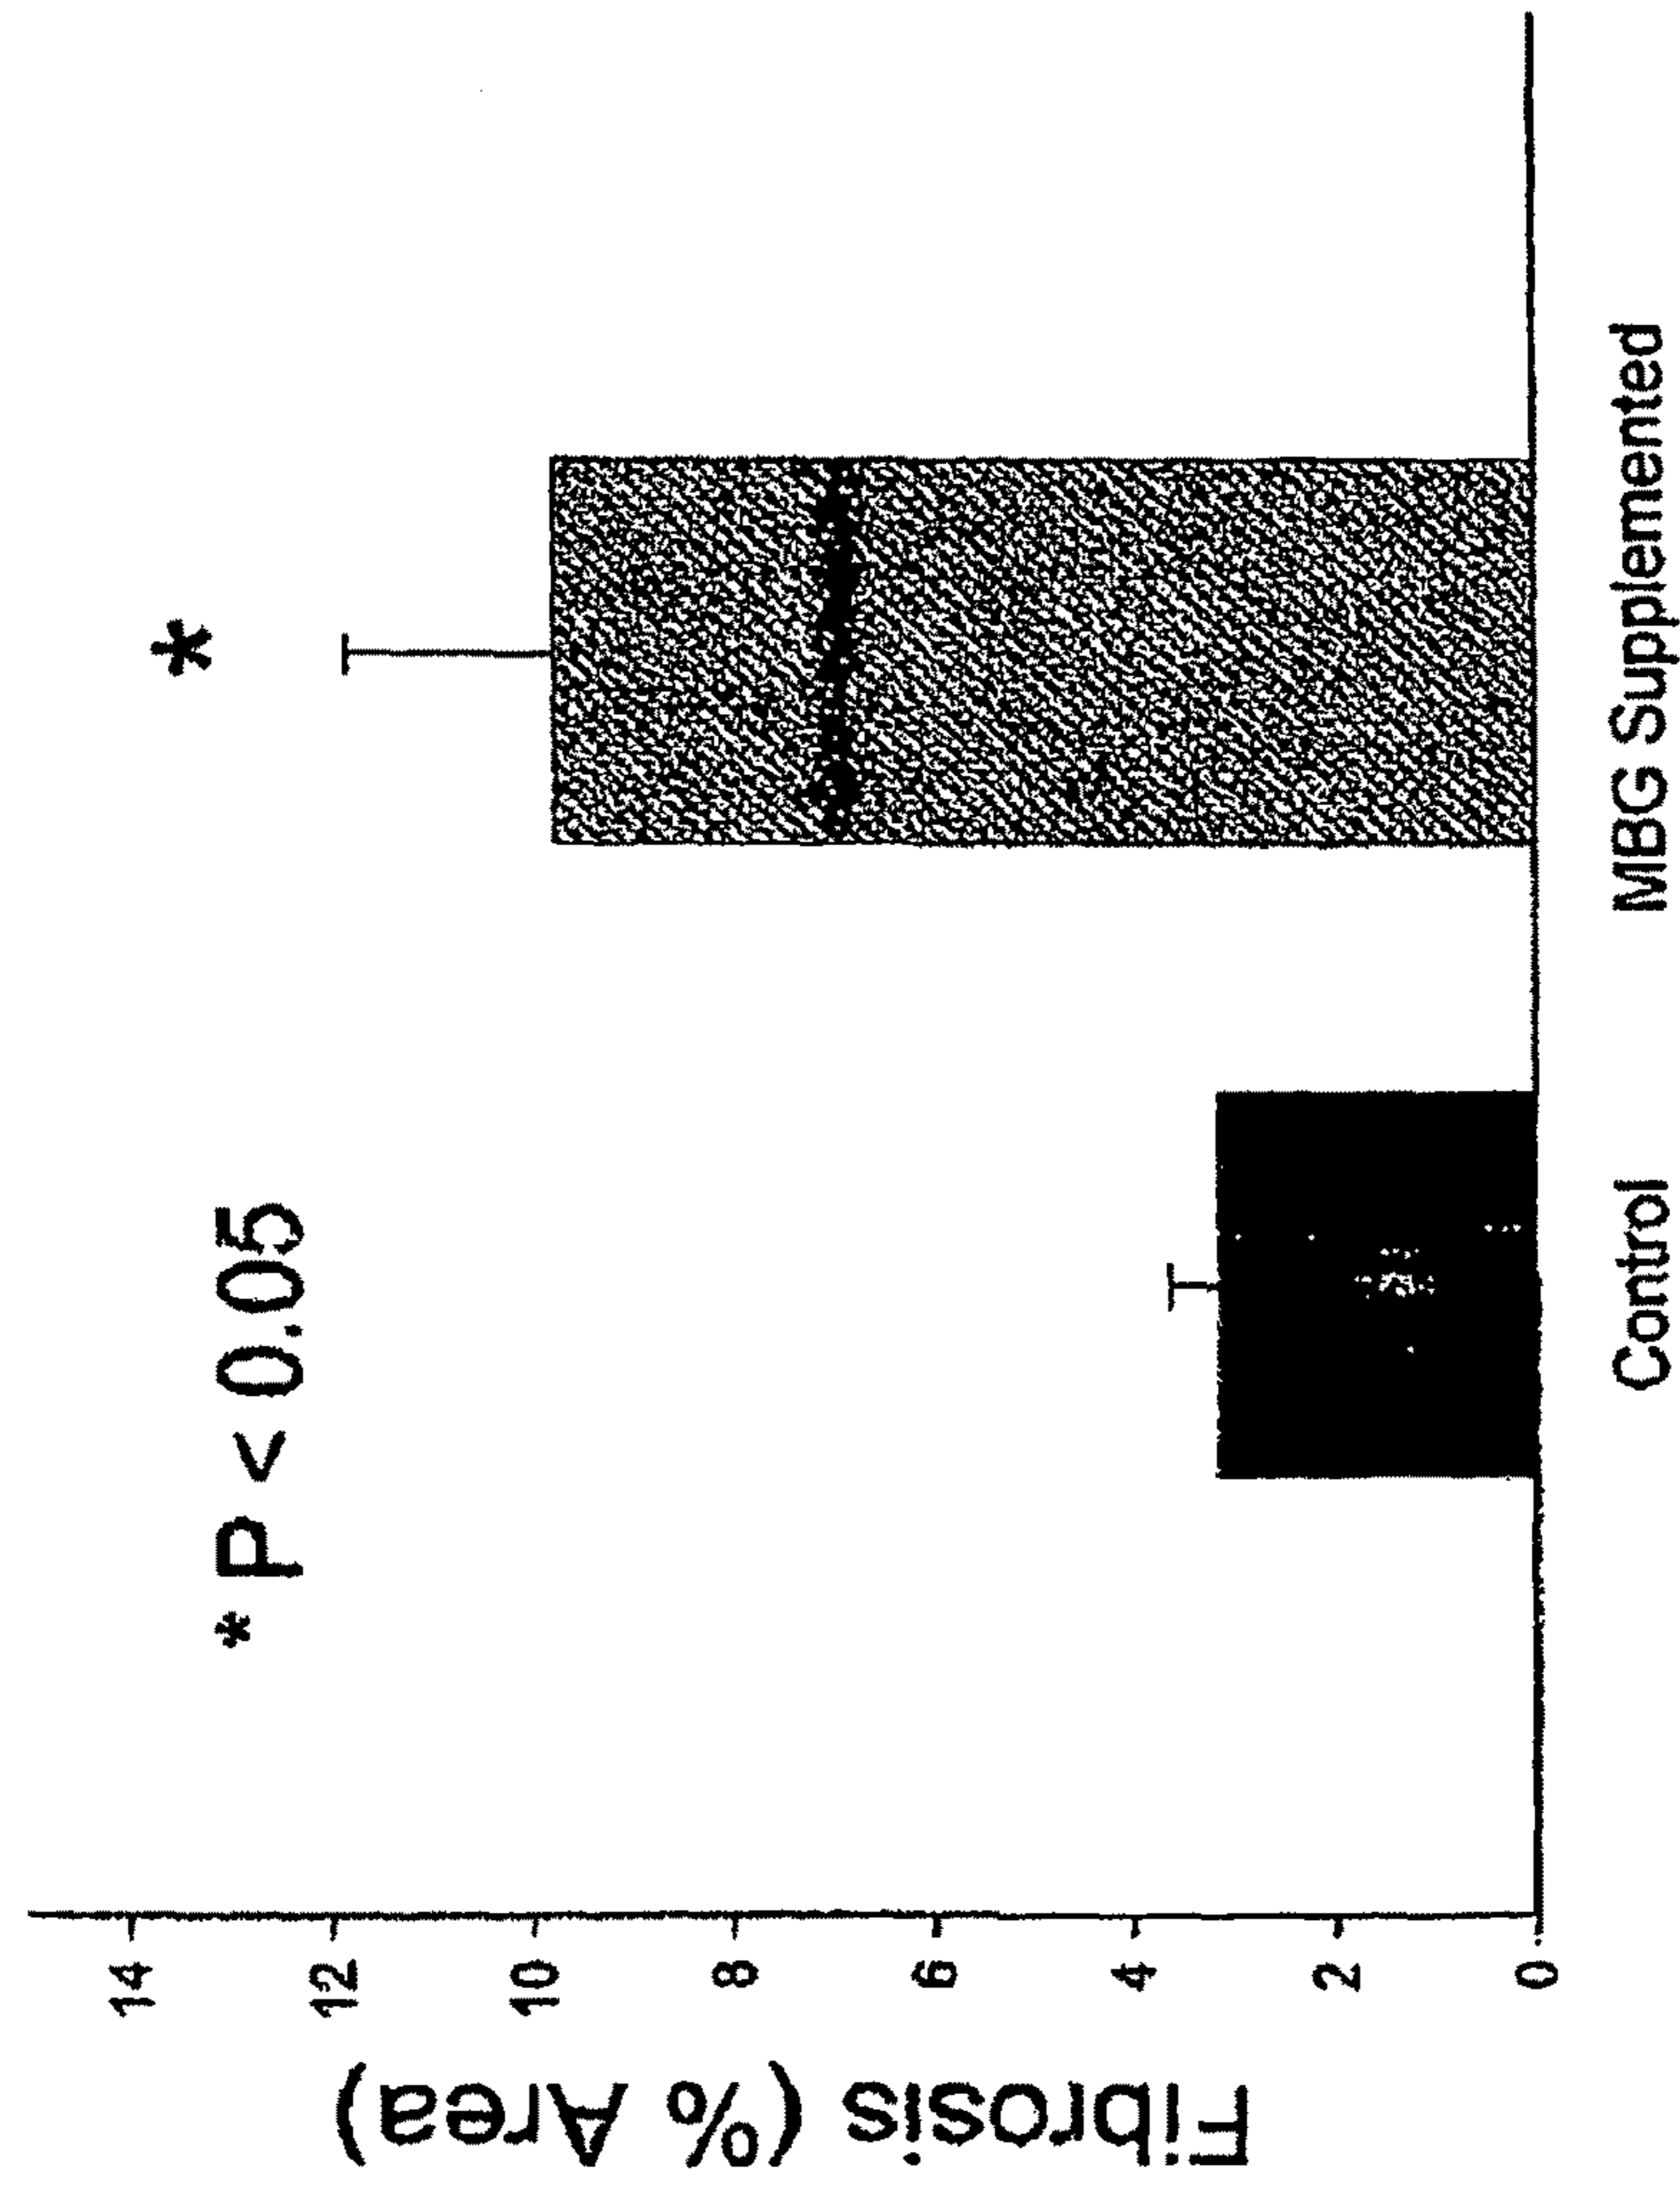 Fibrosis (% Area)
14
12
10
8
6
4
2
0
* P < 0.05
*
Control
MBG Supplemented